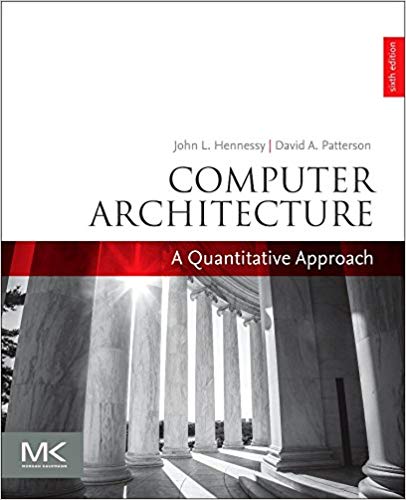 sixth edition
John L. Hennessy | David A. Patterson
COMPUTER
ARCHITECTURE
A Quantitative Approach
MK
MORGAN KAUFMANN